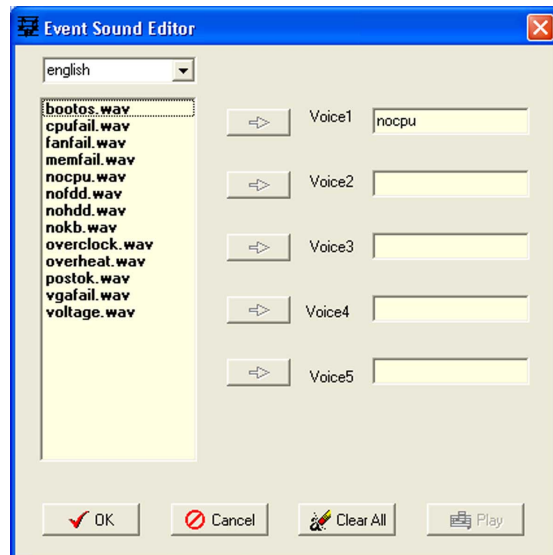 Event Sound Editor
english
bootos.wav
cpufail.wav
fanfail.wav
memfail.wav
nocpu.wav
nofdd.wav
nohdd.wav
nokb.wav
overclock.wav
overheat.wav
postok.wav
vgafail.wav
voltage.wav
Voice1 nocpu
Voice2
Voice3
Voice4
Voice5
OK Cancel Clear All Play